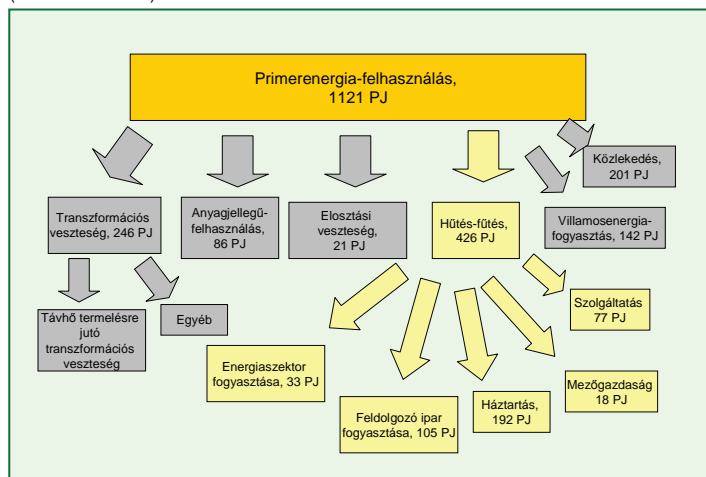 Primerenergia-felhasználás,
1121 PJ
Közlekedés,
201 PJ
Transzformációs
veszteség, 246 PJ
Anyagjellegű-
felhasználás,
86 PJ
Elosztási
veszteség,
21 PJ
Hűtés-fűtés,
426 PJ
Villamosenergia-
fogyasztás, 142 PJ
Távhő termelésre
jutó
transzformációs
veszteség
Egyéb
Szolgáltatás
77 PJ
Energiaszektor
fogyasztása, 33 PJ
Mezőgazdaság
18 PJ
Feldolgozó ipar
fogyasztása, 105 PJ
Háztartás,
192 PJ